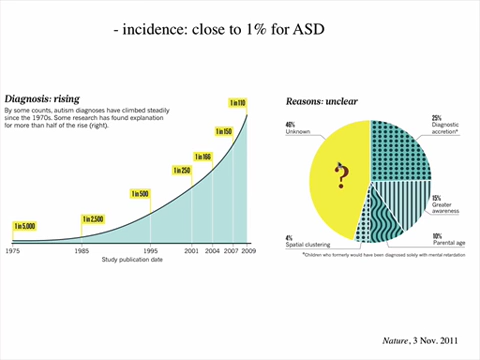 - incidence: close to 1% for ASD
Diagnosis: rising
By some counts, autism diagnoses have climbed steadily
since the 1970s. Some research has found explanation
for more than half of the rise (right).
1 in 5,000
1 in 2,500
1 in 500
1 in 250
1 in 166
1 in 150
1 in 110
1975
1985
1995
2001
2004
2007
2009
Study publication date
Reasons: unclear
46%
Unknown
25%
Diagnostic
accretion*
15%
Greater
awareness
10%
Parental age
4%
Spatial clustering
?
*Children who formerly would have been diagnosed solely with mental retardation
Nature, 3 Nov. 2011